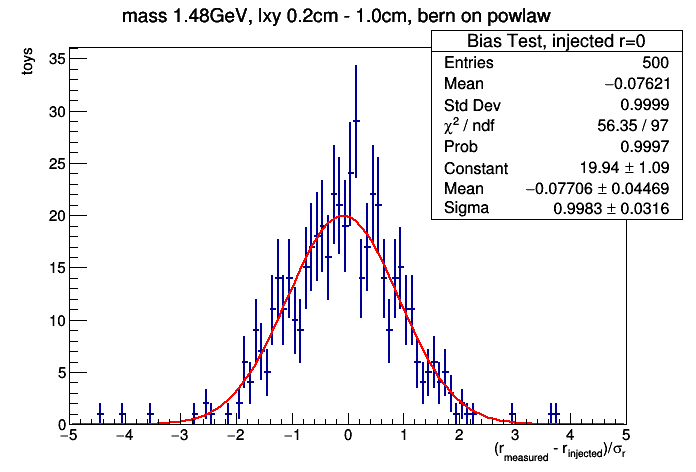 mass 1.48GeV, lxy 0.2cm - 1.0cm, bern on powlaw
Bias Test, injected r=0
Entries 500
Mean −0.07621
Std Dev 0.9999
χ² / ndf 56.35 / 97
Prob 0.9997
Constant 19.94 ± 1.09
Mean −0.07706 ± 0.04469
Sigma 0.9983 ± 0.0316
toys
35
30
25
20
15
10
5
0
−5 −4 −3 −2 −1 0 1 2 3 4 5
(r_measured - r_injected)/σ_r